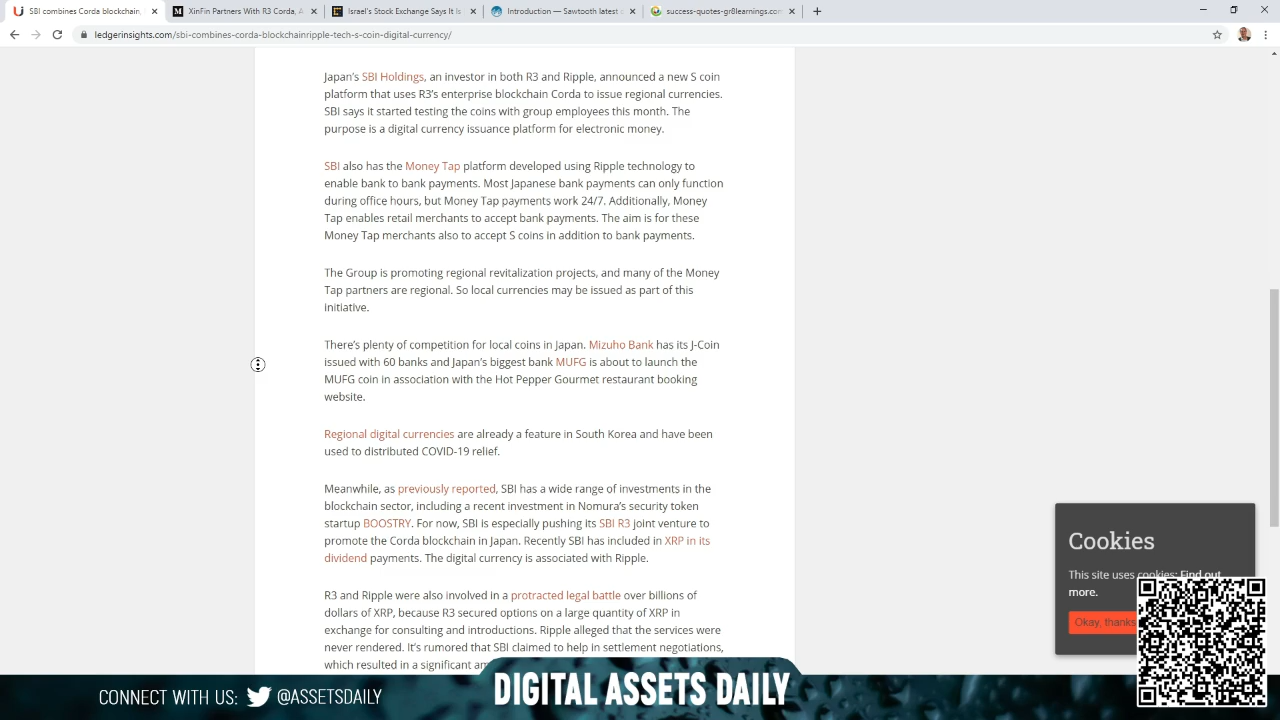 SBI combines Corda blockchain,
XinFin Partners With R3 Corda, A
Israel's Stock Exchange Says It Is
Introduction — Sawtooth latest
success-quotes-gr8learnings.com
ledgerinsights.com/sbi-combines-corda-blockchainripple-tech-s-coin-digital-currency/
Japan's SBI Holdings, an investor in both R3 and Ripple, announced a new S coin
platform that uses R3's enterprise blockchain Corda to issue regional currencies.
SBI says it started testing the coins with group employees this month. The
purpose is a digital currency issuance platform for electronic money.
SBI also has the Money Tap platform developed using Ripple technology to
enable bank to bank payments. Most Japanese bank payments can only function
during office hours, but Money Tap payments work 24/7. Additionally, Money
Tap enables retail merchants to accept bank payments. The aim is for these
Money Tap merchants also to accept S coins in addition to bank payments.
The Group is promoting regional revitalization projects, and many of the Money
Tap partners are regional. So local currencies may be issued as part of this
initiative.
There's plenty of competition for local coins in Japan. Mizuho Bank has its J-Coin
issued with 60 banks and Japan's biggest bank MUFG is about to launch the
MUFG coin in association with the Hot Pepper Gourmet restaurant booking
website.
Regional digital currencies are already a feature in South Korea and have been
used to distributed COVID-19 relief.
Meanwhile, as previously reported, SBI has a wide range of investments in the
blockchain sector, including a recent investment in Nomura's security token
startup BOOSTRY. For now, SBI is especially pushing its SBI R3 joint venture to
promote the Corda blockchain in Japan. Recently SBI has included in XRP in its
dividend payments. The digital currency is associated with Ripple.
R3 and Ripple were also involved in a protracted legal battle over billions of
dollars of XRP, because R3 secured options on a large quantity of XRP in
exchange for consulting and introductions. Ripple alleged that the services were
never rendered. It's rumored that SBI claimed to help in settlement negotiations,
which resulted in a significant am
Cookies
This site uses cookies: Find out
more.
Okay, thanks
CONNECT WITH US: @ASSETSDAILY
DIGITAL ASSETS DAILY